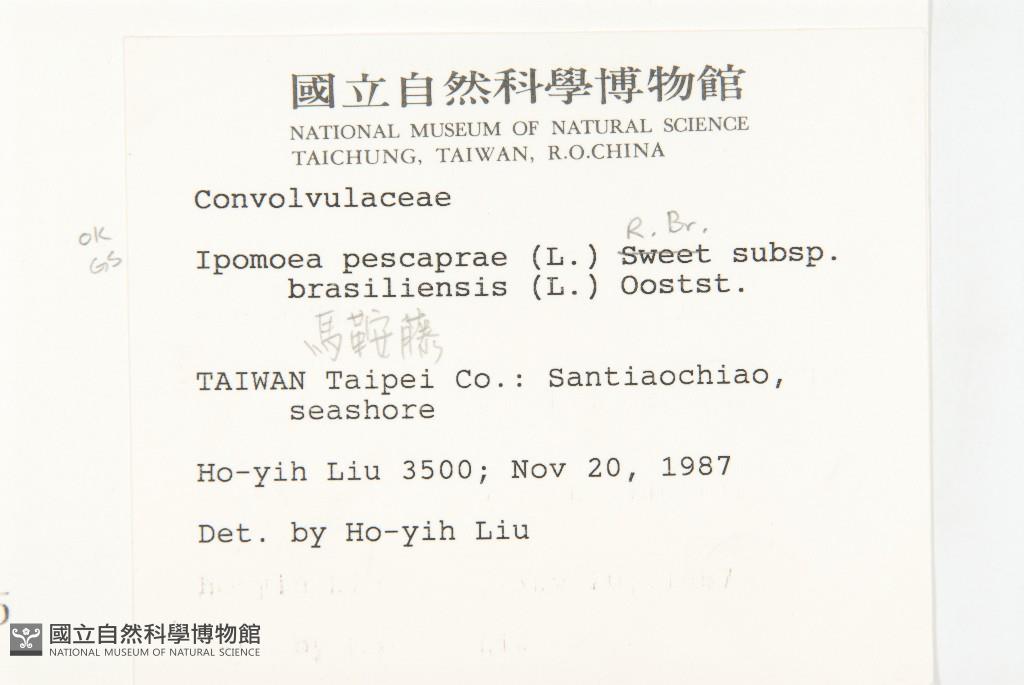 國立自然科學博物館
NATIONAL MUSEUM OF NATURAL SCIENCE
TAICHUNG, TAIWAN, R.O.CHINA
Convolvulaceae
R. Br.
OK
GS
Ipomoea pescaprae (L.) Sweet subsp.
brasiliensis (L.) Oostst.
馬鞍藤
TAIWAN Taipei Co.: Santiaochiao,
seashore
Ho-yih Liu 3500; Nov 20, 1987
Det. by Ho-yih Liu
5
國立自然科學博物館
NATIONAL MUSEUM OF NATURAL SCIENCE